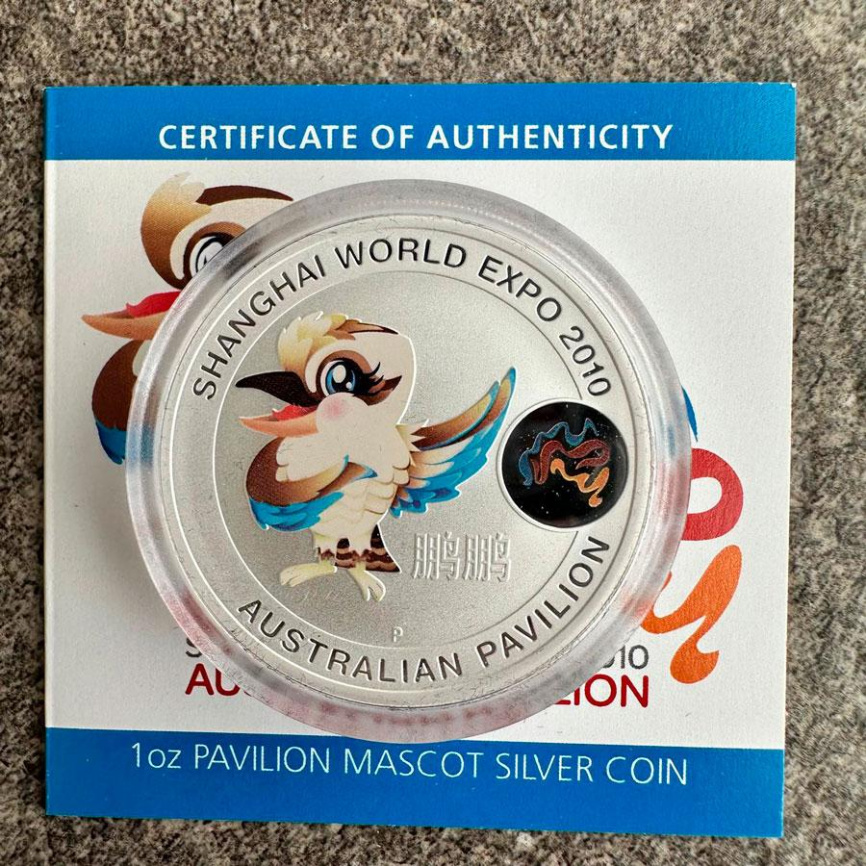 CERTIFICATE OF AUTHENTICITY
SHANGHAI WORLD EXPO 2010
鹏鹏
P
AUSTRALIAN PAVILION
1oz PAVILION MASCOT SILVER COIN